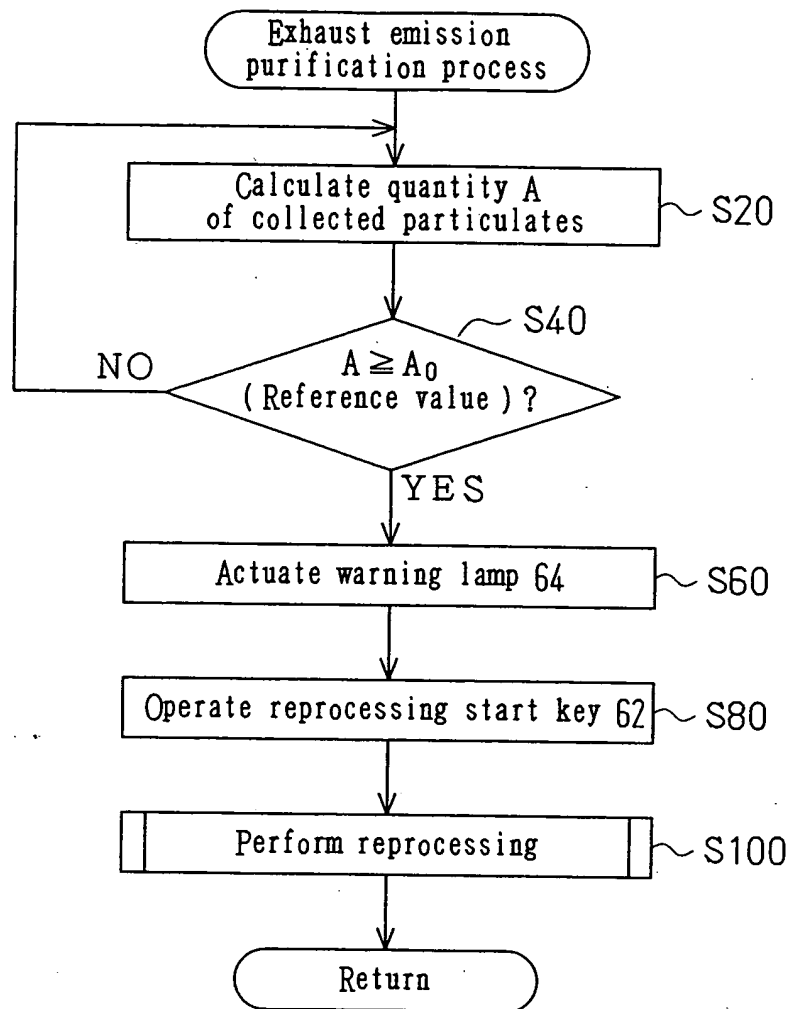 Exhaust emission
purification process
Calculate quantity A
of collected particulates
S20
S40
A ≧ A₀
(Reference value)?
NO
YES
Actuate warning lamp 64
S60
Operate reprocessing start key 62
S80
Perform reprocessing
S100
Return